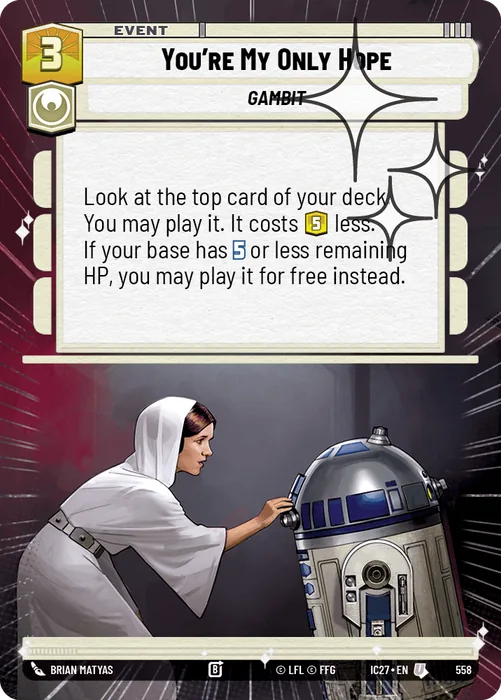 EVENT
3
YOU'RE MY ONLY HOPE
GAMBIT
Look at the top card of your deck.
You may play it. It costs 5 less.
If your base has 5 or less remaining
HP, you may play it for free instead.
BRIAN MATYAS
B
© LFL © FFG
IC27 • EN
558